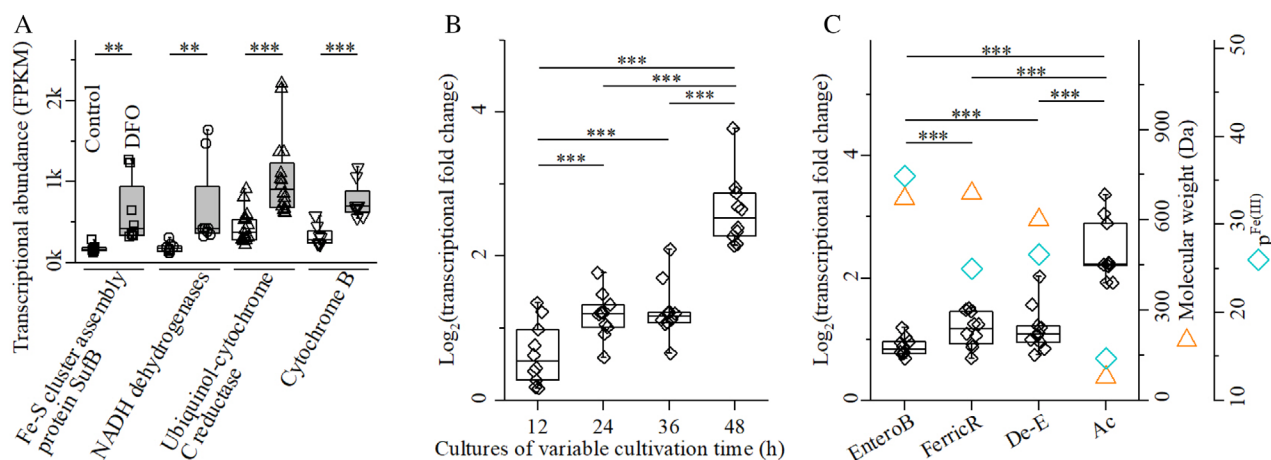 A
Transcriptional abundance (FPKM)
2k
1k
0k
Control
DFO
**
**
***
***
Fe-S cluster assembly
protein SufB
NADH dehydrogenases
Ubiquinol-cytochrome
C reductase
Cytochrome B
B
Log2(transcriptional fold change)
4
2
0
***
***
***
***
***
12
24
36
48
Cultures of variable cultivation time (h)
C
Log2(transcriptional fold change)
4
2
0
***
***
***
***
***
EnteroB
FerricR
De-E
Ac
900
600
300
0
Molecular weight (Da)
50
40
30
20
10
pFe(III)